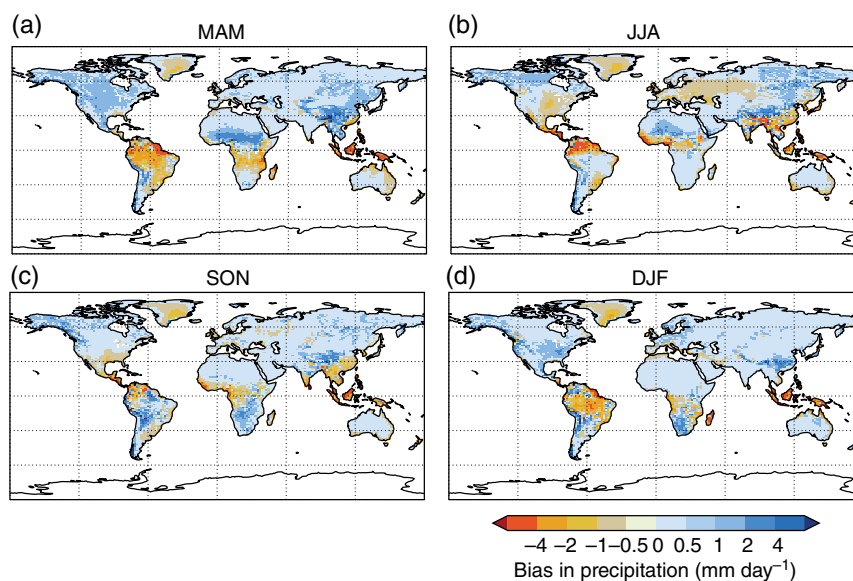 (a) MAM
(b) JJA
(c) SON
(d) DJF
−4 −2 −1 −0.5 0 0.5 1 2 4
Bias in precipitation (mm day⁻¹)